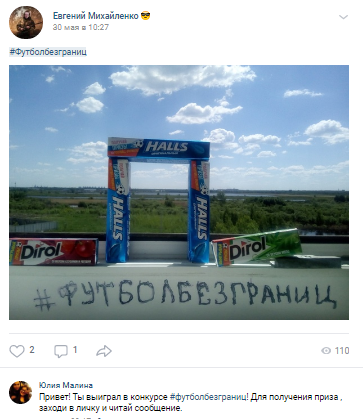 Евгений Михайленко 😎
30 мая в 10:27
#Футболбезграниц
HALLS
HALLS
HALLS
Dirol
Dirol
#ФУТБОЛБЕЗГРАНИЦ
2
1
110
Юлия Малина
Привет! Ты выиграл в конкурсе #футболбезграниц! Для получения приза ,
заходи в личку и читай сообщение.